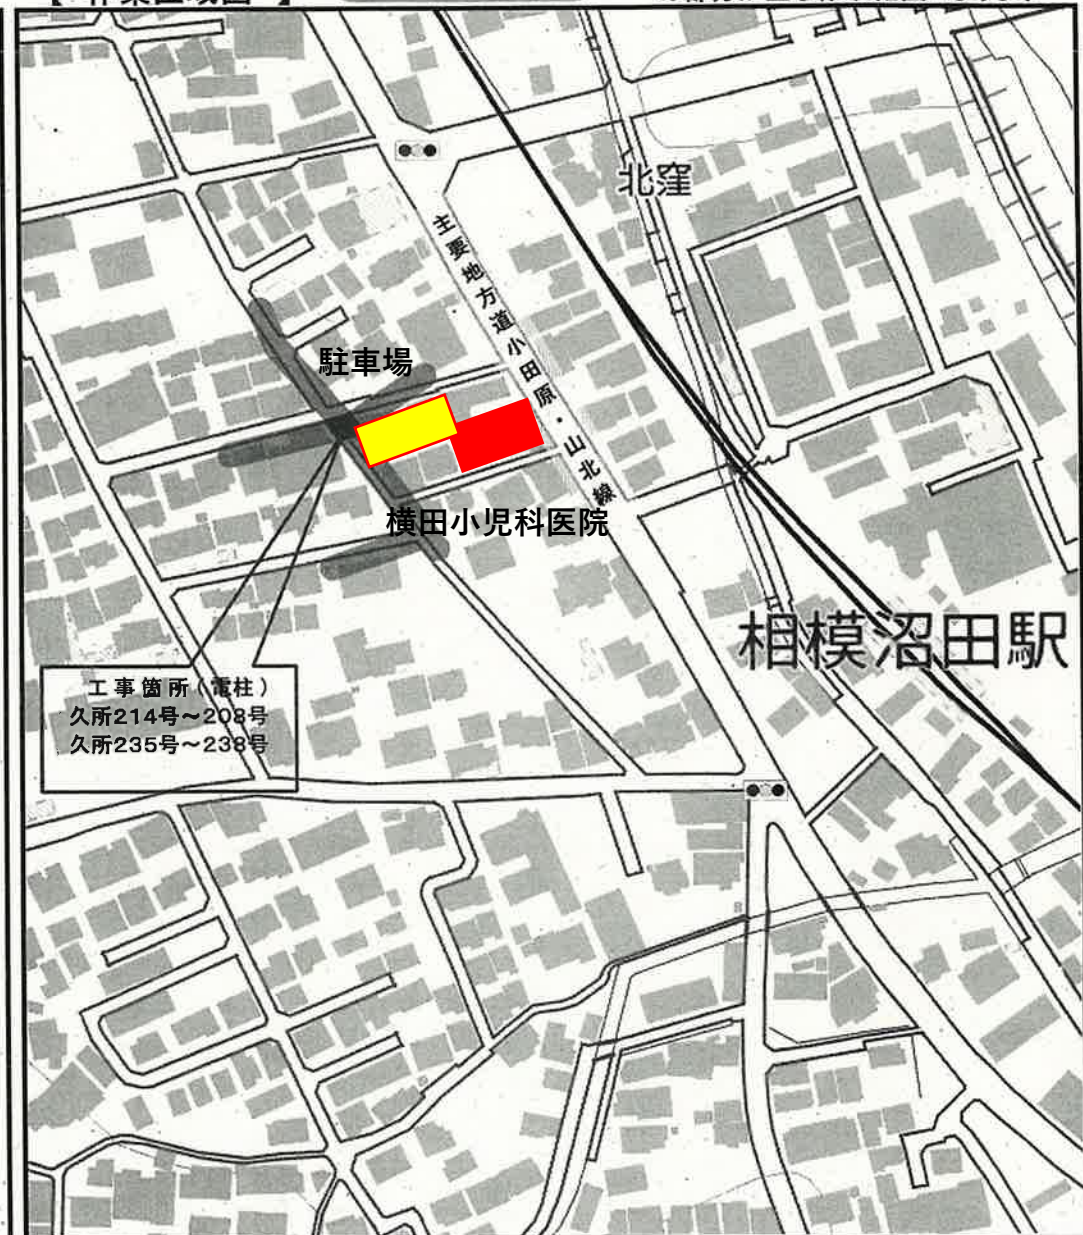 北窪
主要地方道小田原・山北線
駐車場
横田小児科医院
相模沼田駅
工事箇所(電柱)
久所214号～208号
久所235号～238号